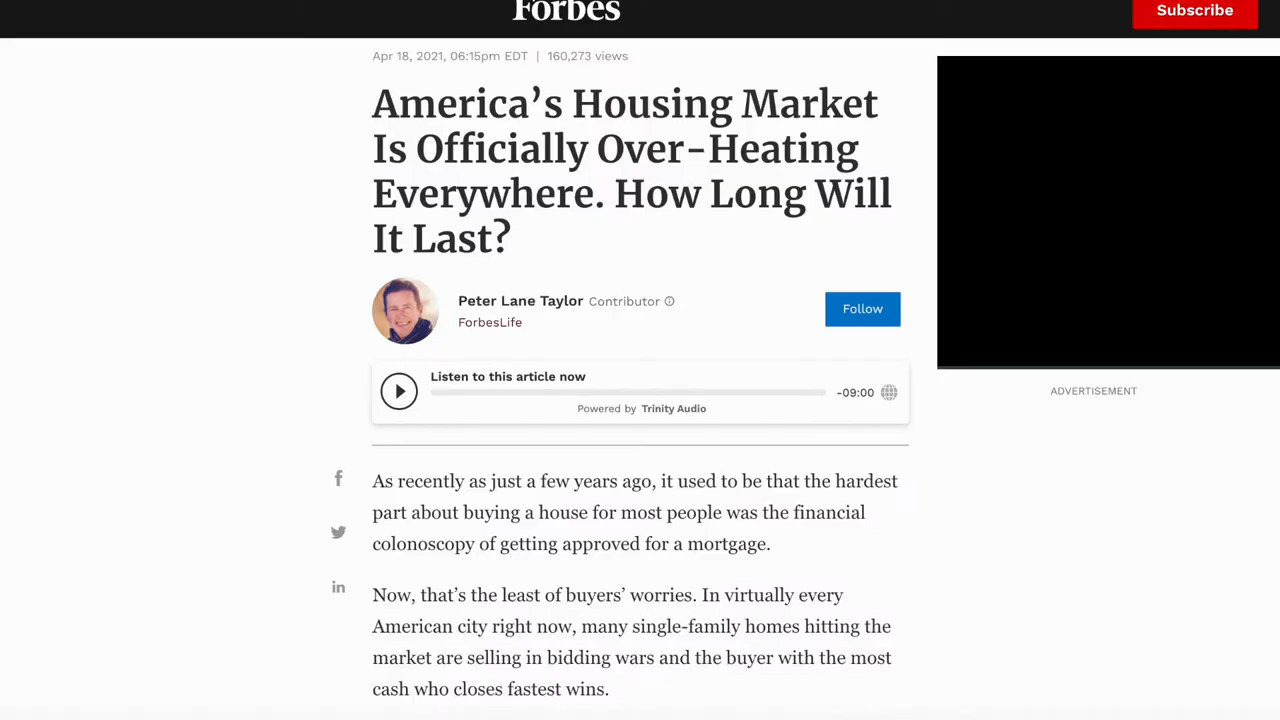 Forbes
Subscribe
Apr 18, 2021, 06:15pm EDT | 160,273 views
America’s Housing Market
Is Officially Over-Heating
Everywhere. How Long Will
It Last?
Peter Lane Taylor Contributor
ForbesLife
Follow
Listen to this article now
-09:00
Powered by Trinity Audio
ADVERTISEMENT
As recently as just a few years ago, it used to be that the hardest
part about buying a house for most people was the financial
colonoscopy of getting approved for a mortgage.
Now, that’s the least of buyers’ worries. In virtually every
American city right now, many single-family homes hitting the
market are selling in bidding wars and the buyer with the most
cash who closes fastest wins.